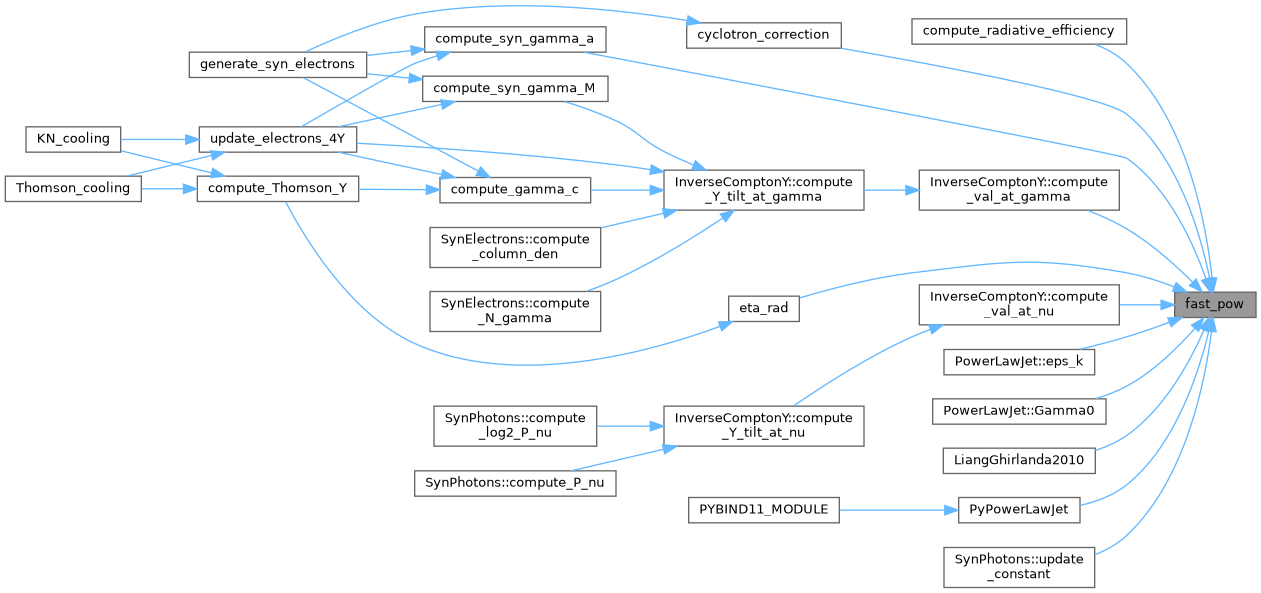 compute_radiative_efficiency
cyclotron_correction
compute_syn_gamma_a
generate_syn_electrons
compute_syn_gamma_M
KN_cooling
update_electrons_4Y
Thomson_cooling
compute_Thomson_Y
compute_gamma_c
InverseComptonY::compute
_Y_tilt_at_gamma
InverseComptonY::compute
_val_at_gamma
SynElectrons::compute
_column_den
SynElectrons::compute
_N_gamma
eta_rad
InverseComptonY::compute
_val_at_nu
fast_pow
PowerLawJet::eps_k
PowerLawJet::Gamma0
SynPhotons::compute
_log2_P_nu
InverseComptonY::compute
_Y_tilt_at_nu
LiangGhirlanda2010
SynPhotons::compute_P_nu
PYBIND11_MODULE
PyPowerLawJet
SynPhotons::update
_constant